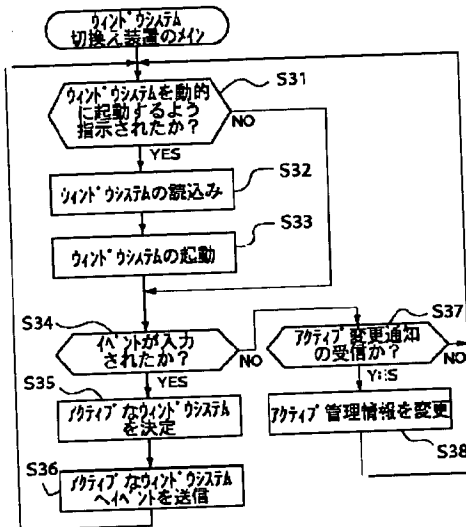 ウィンドウシステム
切換え装置のメイン
S31
ウィンドウシステムを動的
に起動するよう
指示されたか?
NO
YES
S32
ウィンドウシステムの読込み
S33
ウィンドウシステムの起動
S34
イベントが入力
されたか?
NO
YES
S35
アクティブなウィンドウシステム
を決定
S36
アクティブなウィンドウシステム
へイベントを送信
S37
アクティブ変更通知
の受信か?
NO
YES
アクティブ管理情報を変更
S38